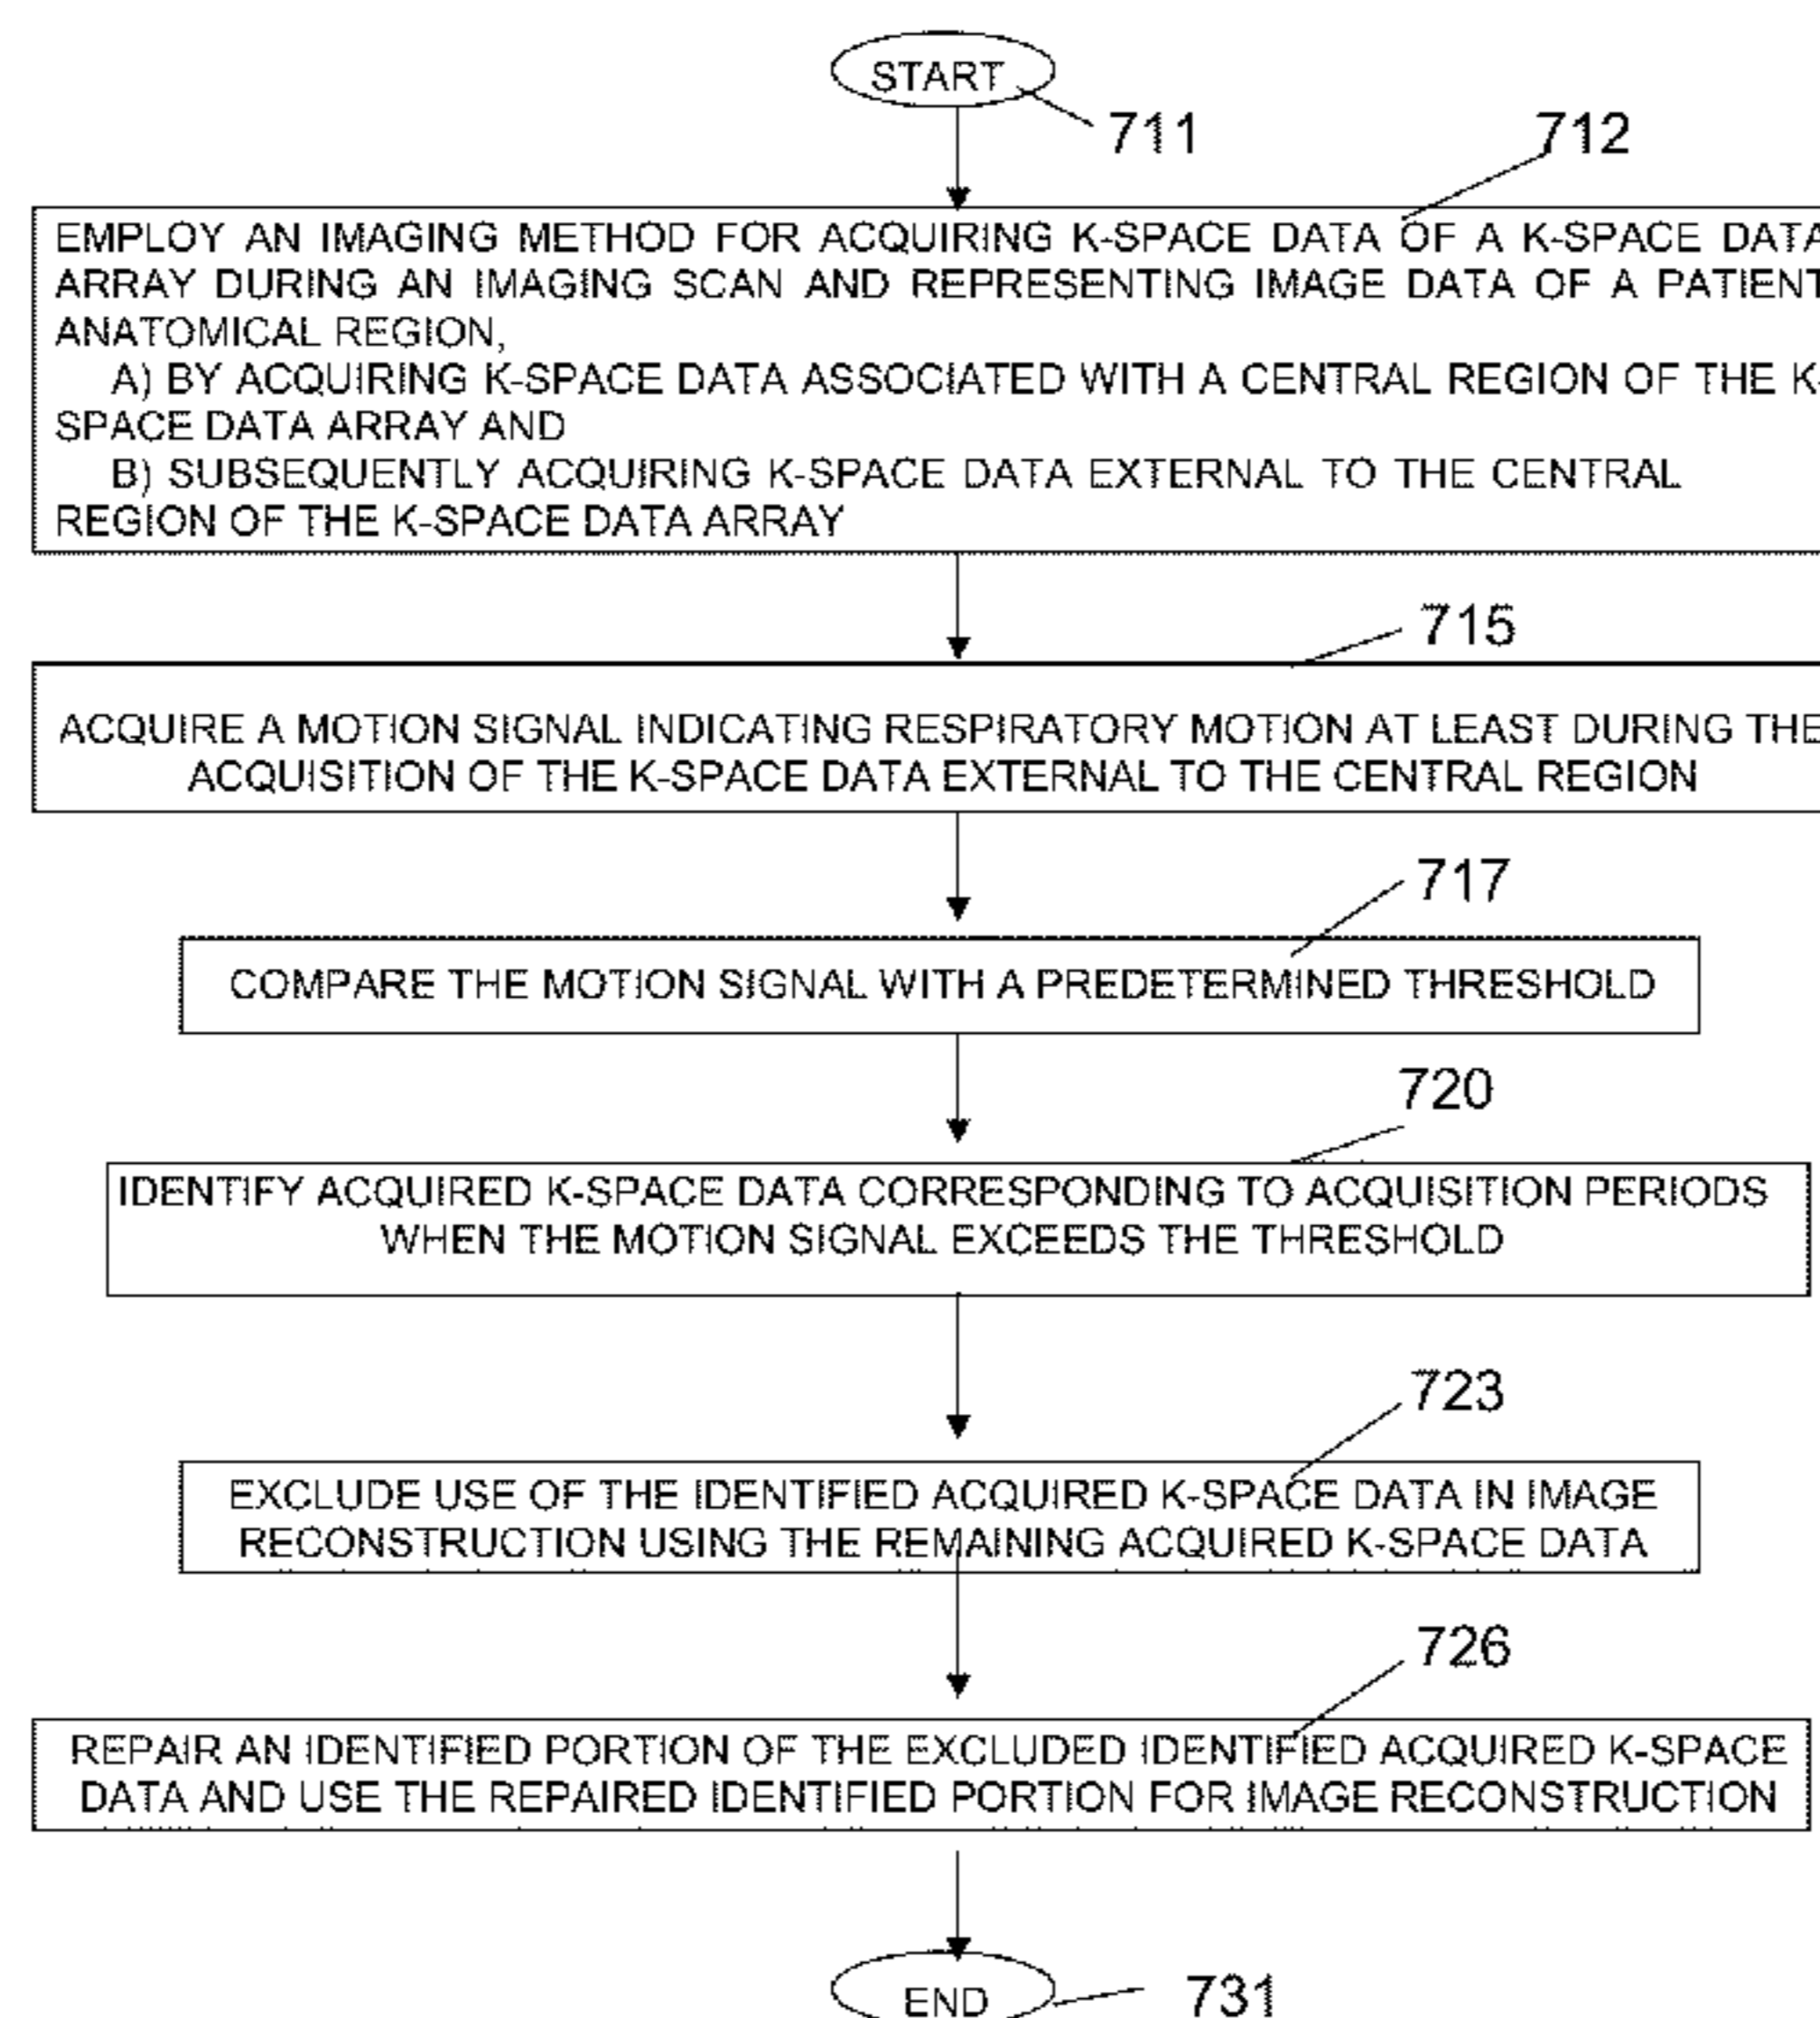 START
711
712
EMPLOY AN IMAGING METHOD FOR ACQUIRING K-SPACE DATA OF A K-SPACE DATA
ARRAY DURING AN IMAGING SCAN AND REPRESENTING IMAGE DATA OF A PATIENT
ANATOMICAL REGION,
A) BY ACQUIRING K-SPACE DATA ASSOCIATED WITH A CENTRAL REGION OF THE K-
SPACE DATA ARRAY AND
B) SUBSEQUENTLY ACQUIRING K-SPACE DATA EXTERNAL TO THE CENTRAL
REGION OF THE K-SPACE DATA ARRAY
715
ACQUIRE A MOTION SIGNAL INDICATING RESPIRATORY MOTION AT LEAST DURING THE
ACQUISITION OF THE K-SPACE DATA EXTERNAL TO THE CENTRAL REGION
717
COMPARE THE MOTION SIGNAL WITH A PREDETERMINED THRESHOLD
720
IDENTIFY ACQUIRED K-SPACE DATA CORRESPONDING TO ACQUISITION PERIODS
WHEN THE MOTION SIGNAL EXCEEDS THE THRESHOLD
723
EXCLUDE USE OF THE IDENTIFIED ACQUIRED K-SPACE DATA IN IMAGE
RECONSTRUCTION USING THE REMAINING ACQUIRED K-SPACE DATA
726
REPAIR AN IDENTIFIED PORTION OF THE EXCLUDED IDENTIFIED ACQUIRED K-SPACE
DATA AND USE THE REPAIRED IDENTIFIED PORTION FOR IMAGE RECONSTRUCTION
END
731